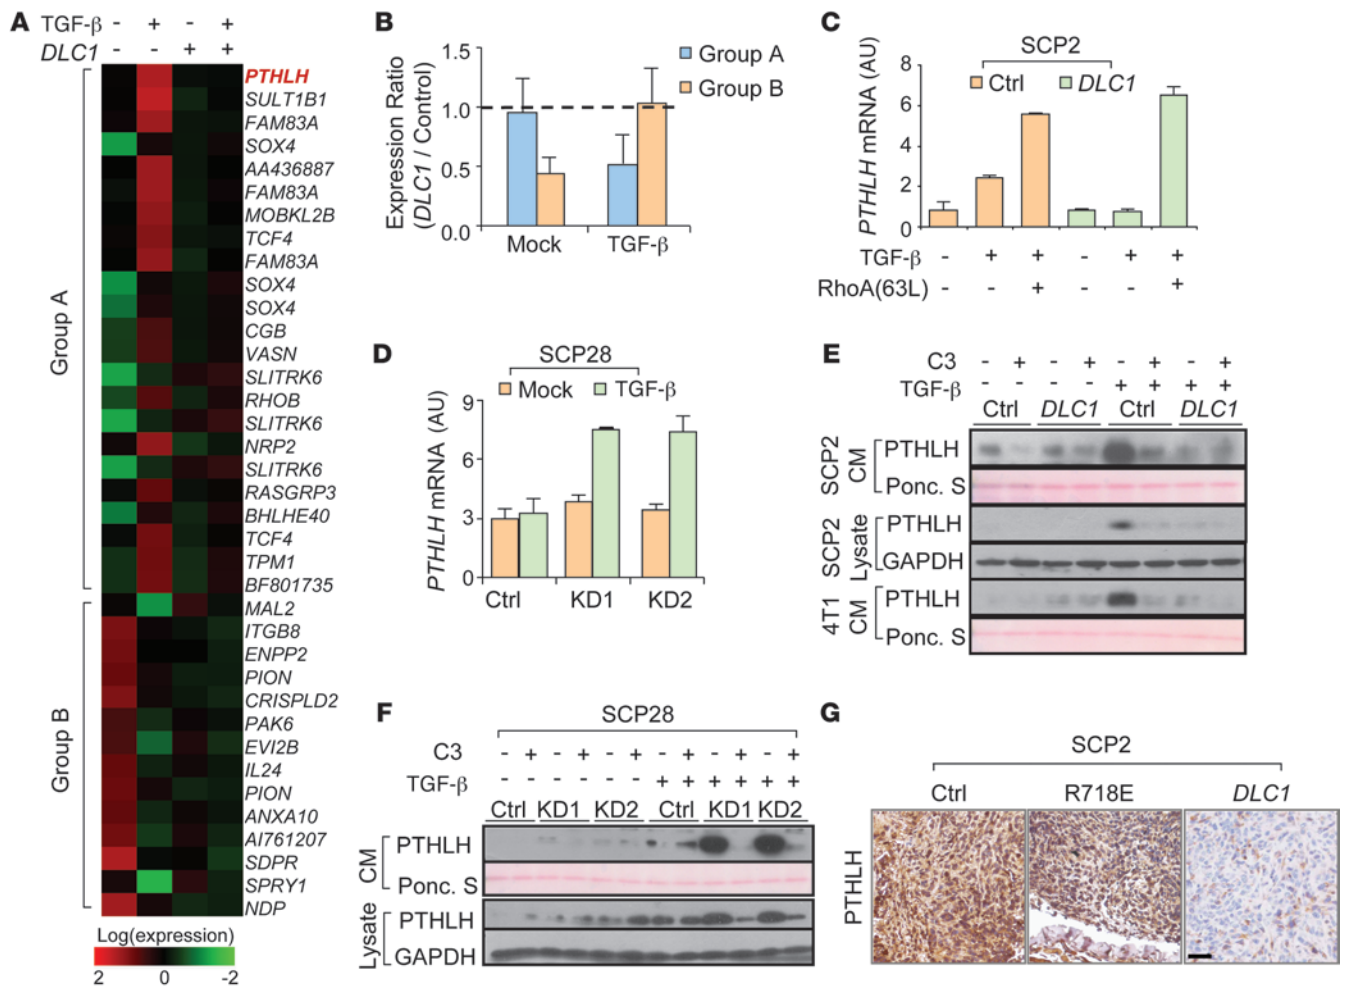 A
TGF-β - + - +
DLC1 - - + +
Group A
PTHLH
SULT1B1
FAM83A
SOX4
AA436887
FAM83A
MOBKL2B
TCF4
FAM83A
SOX4
SOX4
CGB
VASN
SLITRK6
RHOB
SLITRK6
NRP2
SLITRK6
RASGRP3
BHLHE40
TCF4
TPM1
BF801735
Group B
MAL2
ITGB8
ENPP2
PION
CRISPLD2
PAK6
EVI2B
IL24
PION
ANXA10
AI761207
SDPR
SPRY1
NDP
Log(expression)
2 0 -2
B
Expression Ratio
(DLC1 / Control)
1.5
1.0
0.5
0.0
Group A
Group B
Mock TGF-β
C
SCP2
Ctrl DLC1
PTHLH mRNA (AU)
8
6
4
2
0
TGF-β - + + - + +
RhoA(63L) - - + - - +
D
SCP28
Mock TGF-β
PTHLH mRNA (AU)
9
6
3
0
Ctrl KD1 KD2
E
C3 - + - + - + - +
TGF-β - - - - + + + +
Ctrl DLC1 Ctrl DLC1
SCP2 CM
PTHLH
Ponc. S
SCP2 Lysate
PTHLH
GAPDH
4T1 CM
PTHLH
Ponc. S
F
SCP28
C3 - + - + - + - + - + - +
TGF-β - - - - - - + + + + + +
Ctrl KD1 KD2 Ctrl KD1 KD2
CM
PTHLH
Ponc. S
Lysate
PTHLH
GAPDH
G
SCP2
Ctrl R718E DLC1
PTHLH